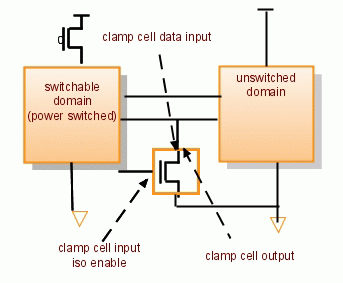 clamp cell data input
switchable
domain
(power switched)
unswitched
domain
clamp cell input
iso enable
clamp cell output